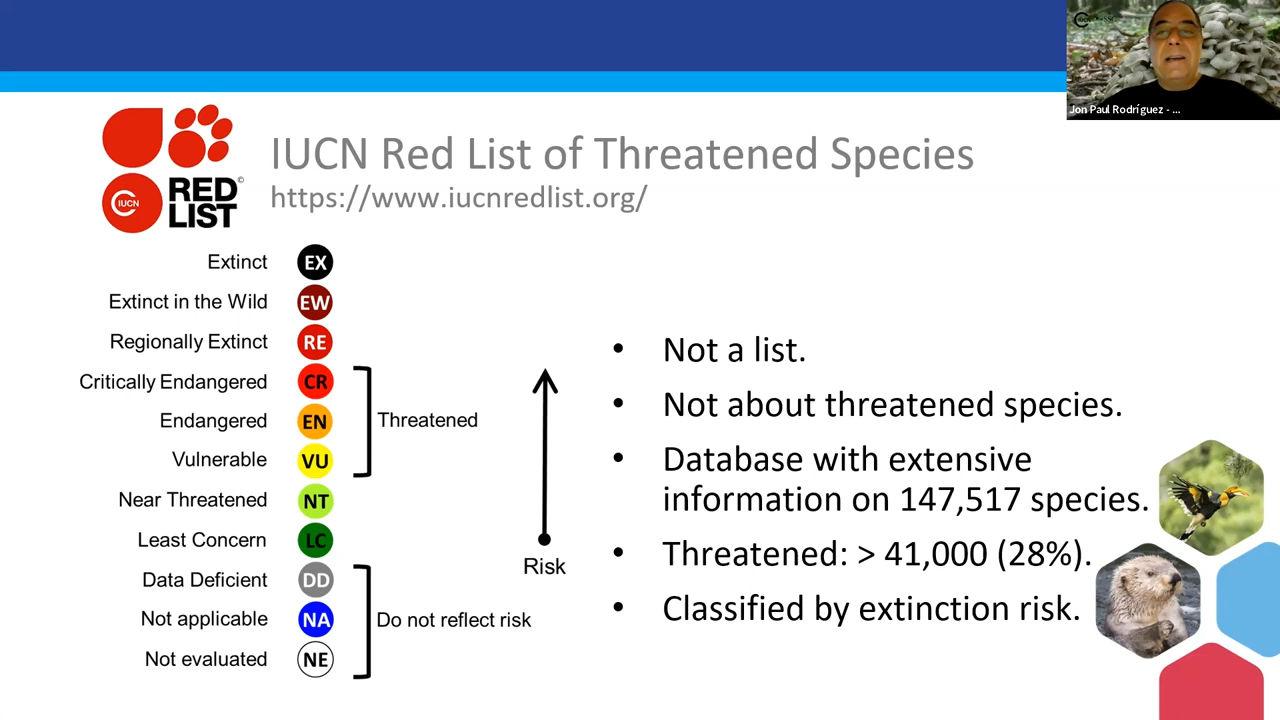 IUCN
Jon Paul Rodríguez - ...
IUCN
RED
LIST
©
IUCN Red List of Threatened Species
https://www.iucnredlist.org/
Extinct EX
Extinct in the Wild EW
Regionally Extinct RE
Critically Endangered CR
Endangered EN
Threatened
Vulnerable VU
Near Threatened NT
Least Concern LC
Data Deficient DD
Not applicable NA
Do not reflect risk
Not evaluated NE
Risk
• Not a list.
• Not about threatened species.
• Database with extensive
information on 147,517 species.
• Threatened: > 41,000 (28%).
• Classified by extinction risk.